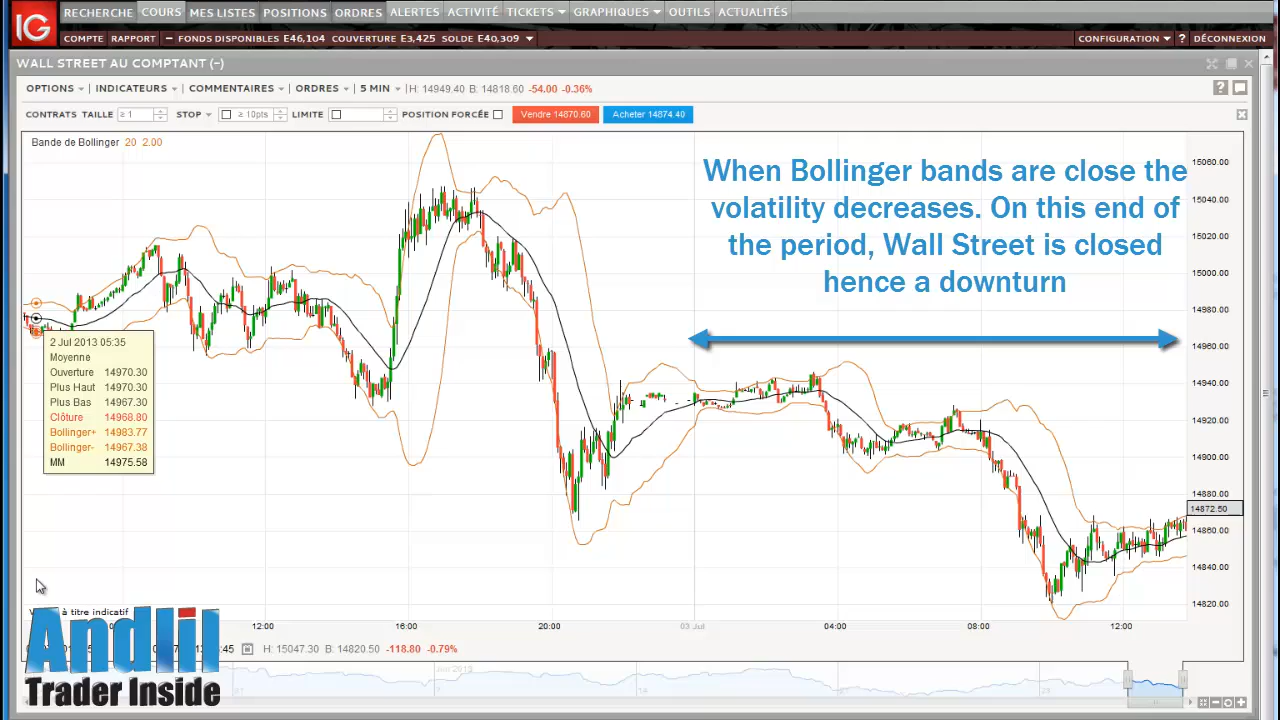 IG
RECHERCHE COURS MES LISTES POSITIONS ORDRES ALERTES ACTIVITÉ TICKETS GRAPHIQUES OUTILS ACTUALITÉS
COMPTE RAPPORT – FONDS DISPONIBLES E46,104 COUVERTURE E3,425 SOLDE E40,309 CONFIGURATION ? DÉCONNEXION
WALL STREET AU COMPTANT (-)
OPTIONS INDICATEURS COMMENTAIRES ORDRES 5 MIN H: 14949.40 B: 14818.60 -54.00 -0.36% ?
CONTRATS TAILLE ≥ 1 STOP ≥ 10pts LIMITE POSITION FORCÉE Vendre 14870.60 Acheter 14874.40
Bande de Bollinger 20 2.00
When Bollinger bands are close the
volatility decreases. On this end of
the period, Wall Street is closed
hence a downturn
15060.00
15040.00
15020.00
15000.00
14980.00
14960.00
14940.00
14920.00
14900.00
14880.00
14872.50
14860.00
14840.00
14820.00
2 Jul 2013 05:35
Moyenne
Ouverture 14970.30
Plus Haut 14970.30
Plus Bas 14967.30
Clôture 14968.80
Bollinger+ 14983.77
Bollinger- 14967.38
MM 14975.58
à titre indicatif
12:00 16:00 20:00 03 Jul 04:00 08:00 12:00
:45 H: 15047.30 B: 14820.50 -118.80 -0.79%
Andlil
Trader Inside